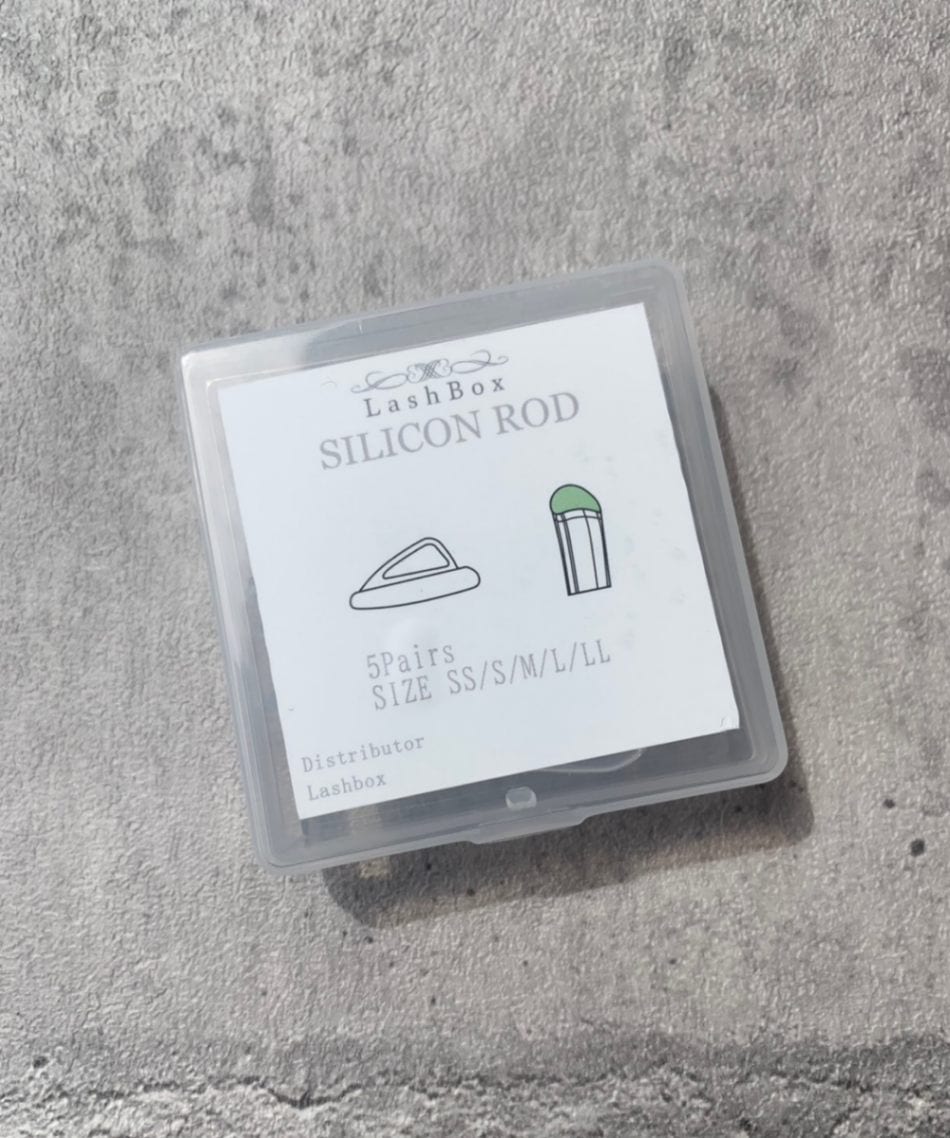 LashBox
SILICON ROD
5Pairs
SIZE SS/S/M/L/LL
Distributor
Lashbox